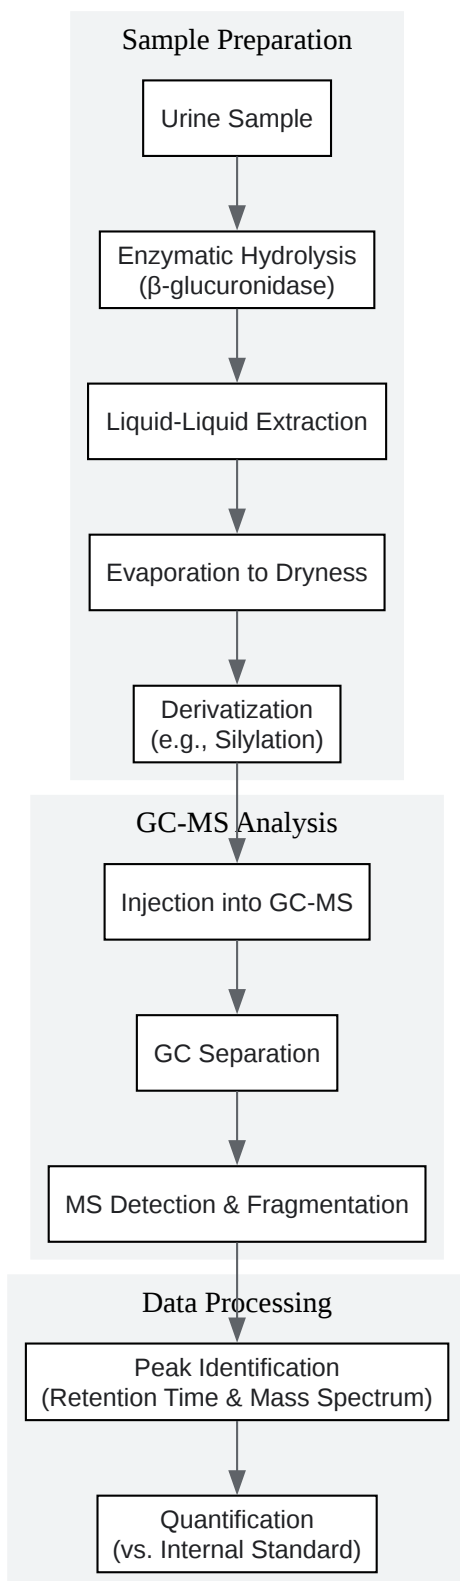 Sample Preparation
Urine Sample
Enzymatic Hydrolysis
(β-glucuronidase)
Liquid-Liquid Extraction
Evaporation to Dryness
Derivatization
(e.g., Silylation)
GC-MS Analysis
Injection into GC-MS
GC Separation
MS Detection & Fragmentation
Data Processing
Peak Identification
(Retention Time & Mass Spectrum)
Quantification
(vs. Internal Standard)